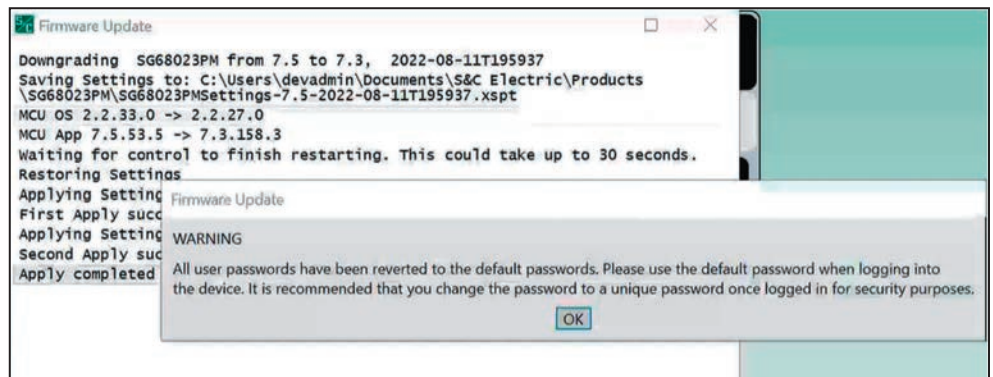 Firmware Update
Downgrading SG68023PM from 7.5 to 7.3, 2022-08-11T195937
Saving Settings to: C:\Users\devadmin\Documents\S&C Electric\Products
\SG68023PM\SG68023PMSettings-7.5-2022-08-11T195937.xspt
MCU OS 2.2.33.0 -> 2.2.27.0
MCU App 7.5.53.5 -> 7.3.158.3
Waiting for control to finish restarting. This could take up to 30 seconds.
Restoring Settings
Applying Setting
First Apply succ
Applying Setting
Second Apply suc
Apply completed
Firmware Update
WARNING
All user passwords have been reverted to the default passwords. Please use the default password when logging into
the device. It is recommended that you change the password to a unique password once logged in for security purposes.
OK